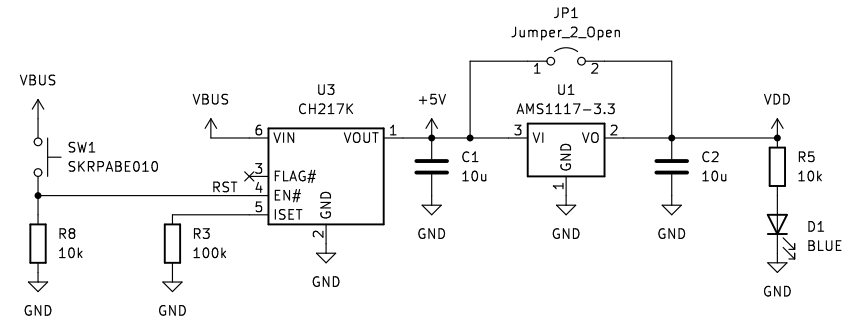 JP1
Jumper_2_Open
1 2
VBUS
SW1
SKRPABE010
RST
R8
10k
GND
VBUS
U3
CH217K
6 VIN VOUT 1
3 FLAG#
4 EN#
5 ISET
GND
2
GND
R3
100k
GND
+5V
C1
10u
GND
U1
AMS1117-3.3
3 VI VO 2
GND
1
GND
C2
10u
GND
VDD
R5
10k
D1
BLUE
GND